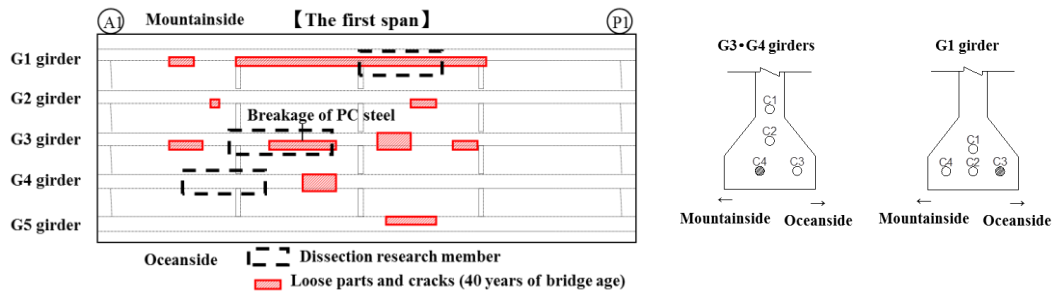 A1
Mountainside
【The first span】
P1
G1 girder
G2 girder
Breakage of PC steel
G3 girder
G4 girder
G5 girder
Oceanside
Dissection research member
Loose parts and cracks (40 years of bridge age)
G3・G4 girders
C1
C2
C4
C3
←
→
Mountainside
Oceanside
G1 girder
C1
C4
C2
C3
←
→
Mountainside
Oceanside